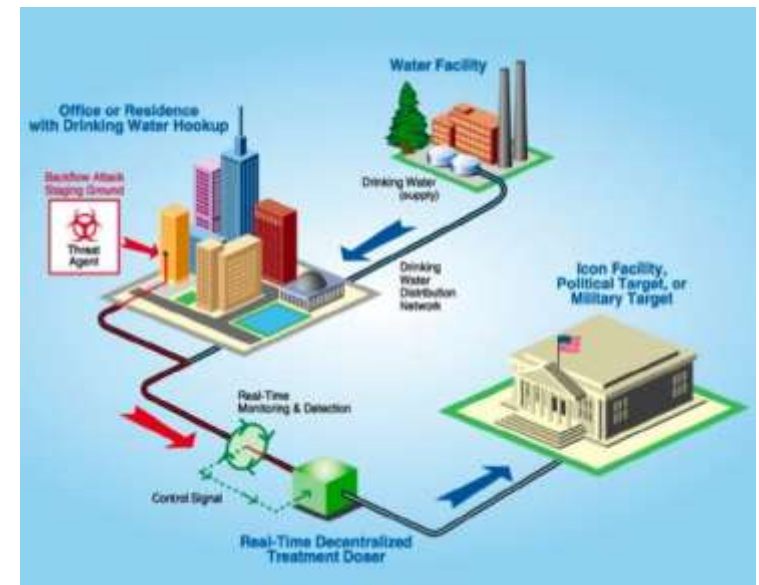 Water Facility
Office or Residence
with Drinking Water Hookup
Backflow Attack
Staging Ground
Threat
Agent
Drinking Water
(supply)
Drinking
Water
Distribution
Network
Icon Facility,
Political Target, or
Military Target
Real-Time
Monitoring & Detection
Control Signal
Real-Time Decentralized
Treatment Doser